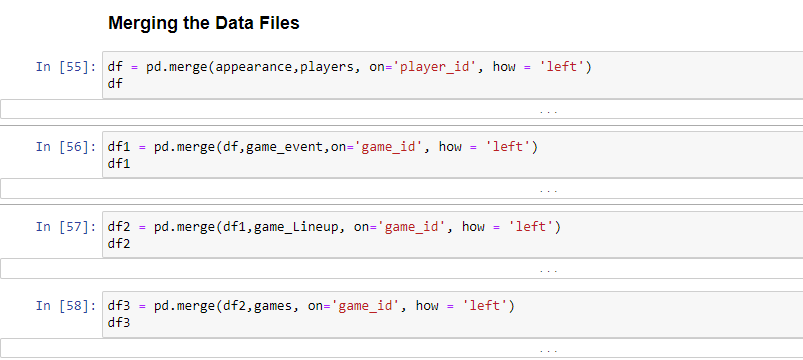 Merging the Data Files
In [55]: df = pd.merge(appearance,players, on='player_id', how = 'left')
df
...
In [56]: df1 = pd.merge(df,game_event,on='game_id', how = 'left')
df1
...
In [57]: df2 = pd.merge(df1,game_Lineup, on='game_id', how = 'left')
df2
...
In [58]: df3 = pd.merge(df2,games, on='game_id', how = 'left')
df3
...